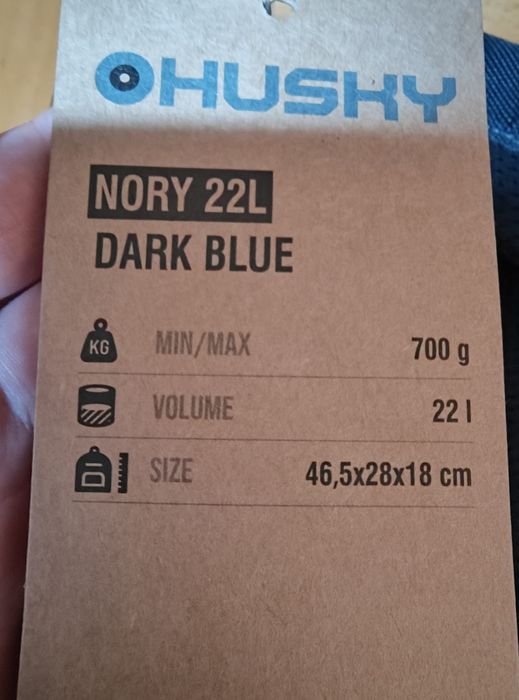 HUSKY
NORY 22L
DARK BLUE
KG MIN/MAX 700 g
VOLUME 22 l
SIZE 46,5x28x18 cm